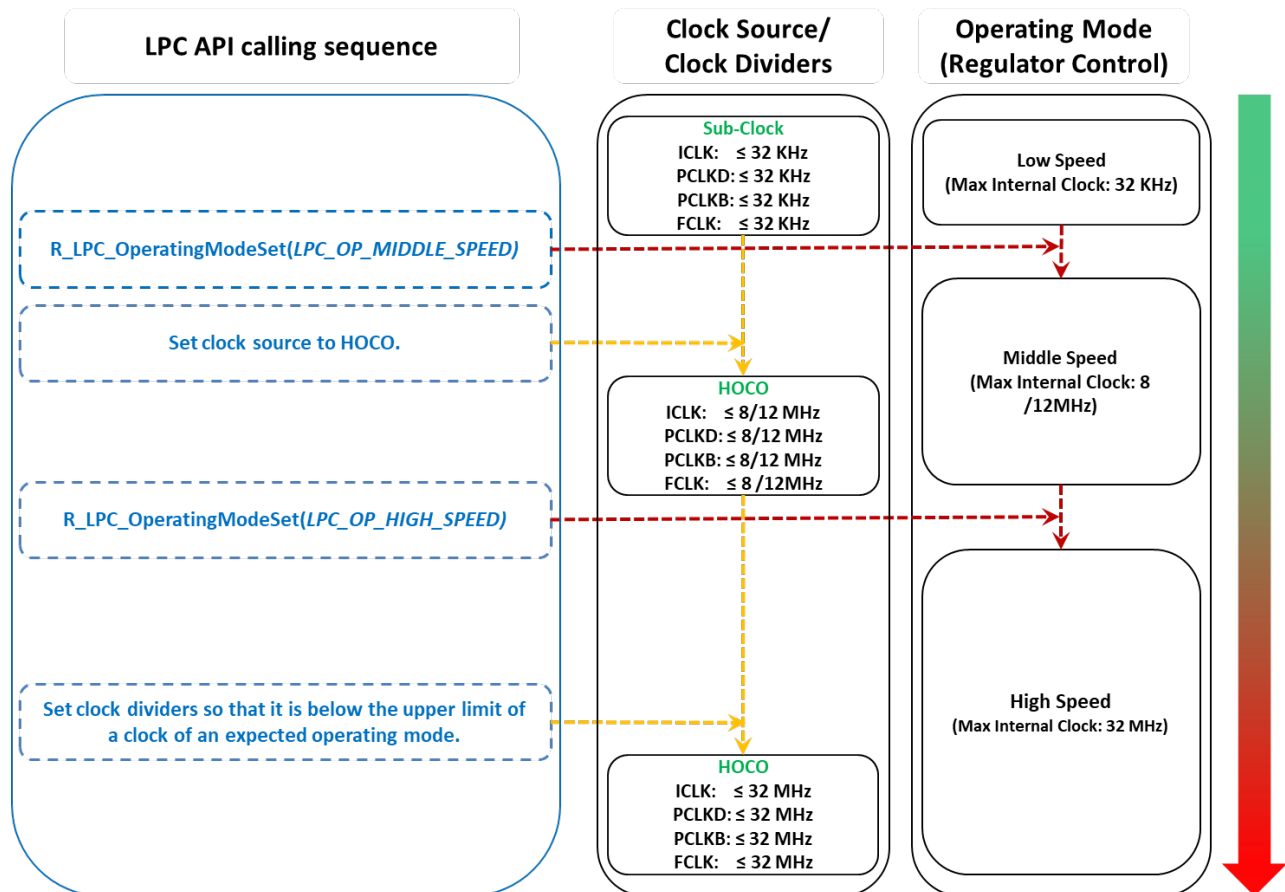 LPC API calling sequence
Clock Source/
Clock Dividers
Operating Mode
(Regulator Control)
R_LPC_OperatingModeSet(LPC_OP_MIDDLE_SPEED)
Set clock source to HOCO.
R_LPC_OperatingModeSet(LPC_OP_HIGH_SPEED)
Set clock dividers so that it is below the upper limit of
a clock of an expected operating mode.
Sub-Clock
ICLK: ≤ 32 KHz
PCLKD: ≤ 32 KHz
PCLKB: ≤ 32 KHz
FCLK: ≤ 32 KHz
HOCO
ICLK: ≤ 8/12 MHz
PCLKD: ≤ 8/12 MHz
PCLKB: ≤ 8/12 MHz
FCLK: ≤ 8 /12MHz
HOCO
ICLK: ≤ 32 MHz
PCLKD: ≤ 32 MHz
PCLKB: ≤ 32 MHz
FCLK: ≤ 32 MHz
Low Speed
(Max Internal Clock: 32 KHz)
Middle Speed
(Max Internal Clock: 8
/12MHz)
High Speed
(Max Internal Clock: 32 MHz)